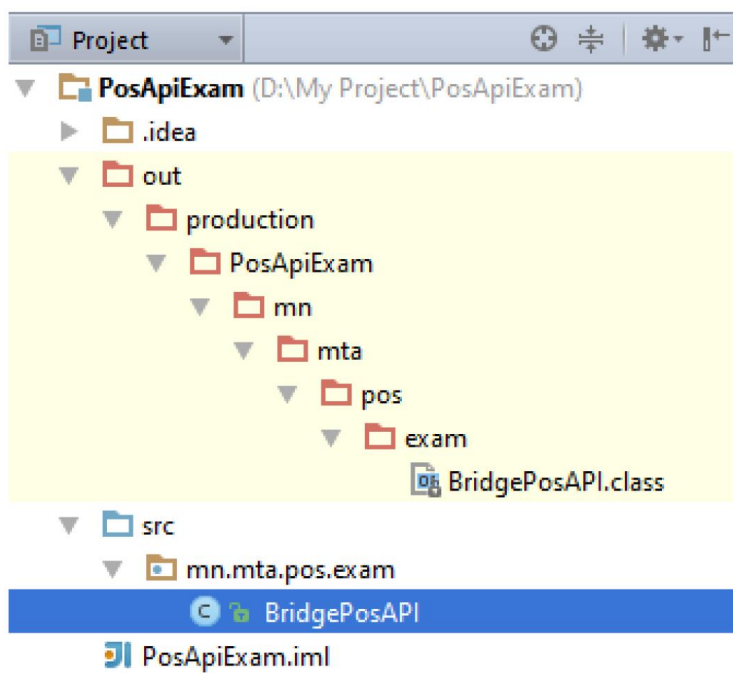 Project
PosApiExam (D:\My Project\PosApiExam)
.idea
out
production
PosApiExam
mn
mta
pos
exam
BridgePosAPI.class
src
mn.mta.pos.exam
BridgePosAPI
PosApiExam.iml